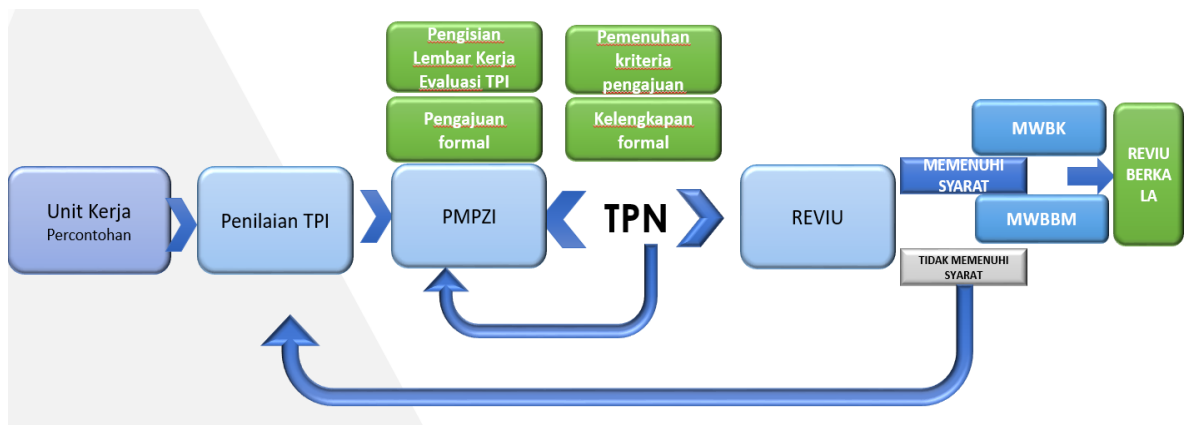 Pengisian
Lembar Kerja
Evaluasi TPI
Pemenuhan
kriteria
pengajuan
Pengajuan
formal
Kelengkapan
formal
Unit Kerja
Percontohan
Penilaian TPI
PMPZI
TPN
REVIU
MEMENUHI
SYARAT
TIDAK MEMENUHI
SYARAT
MWBK
MWBBM
REVIU
BERKA
LA